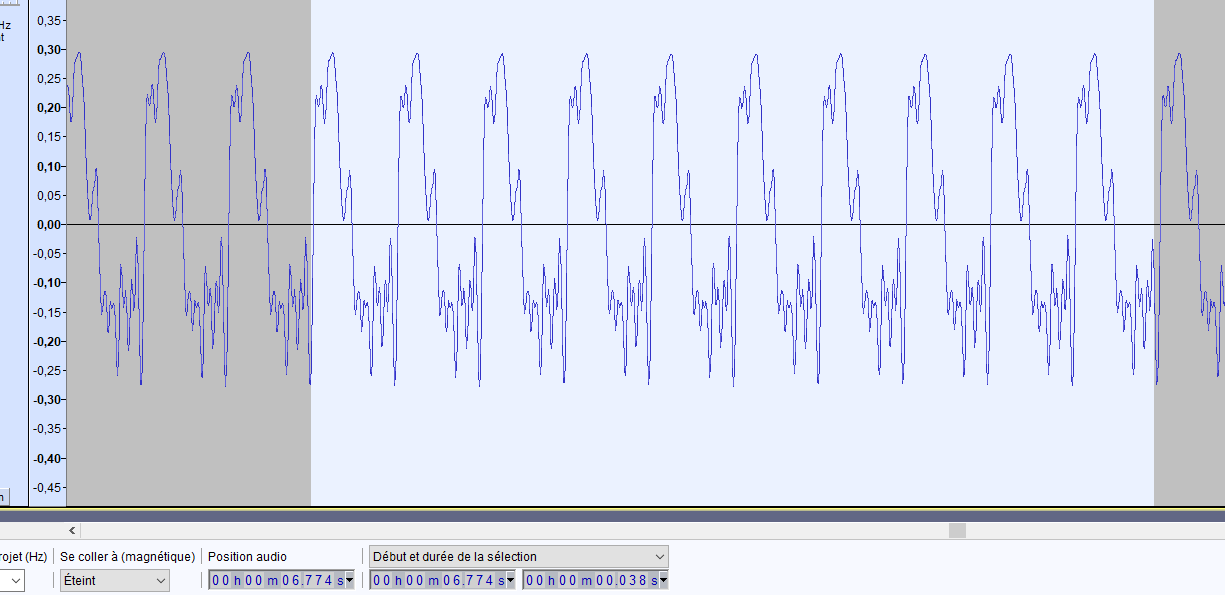 Hz
t
0,35
0,30
0,25
0,20
0,15
0,10
0,05
0,00
-0,05
-0,10
-0,15
-0,20
-0,25
-0,30
-0,35
-0,40
-0,45
n
rojet (Hz)
Se coller à (magnétique)
Position audio
Début et durée de la sélection
Éteint
00 h 00 m 06.774 s
00 h 00 m 06.774 s
00 h 00 m 00.038 s